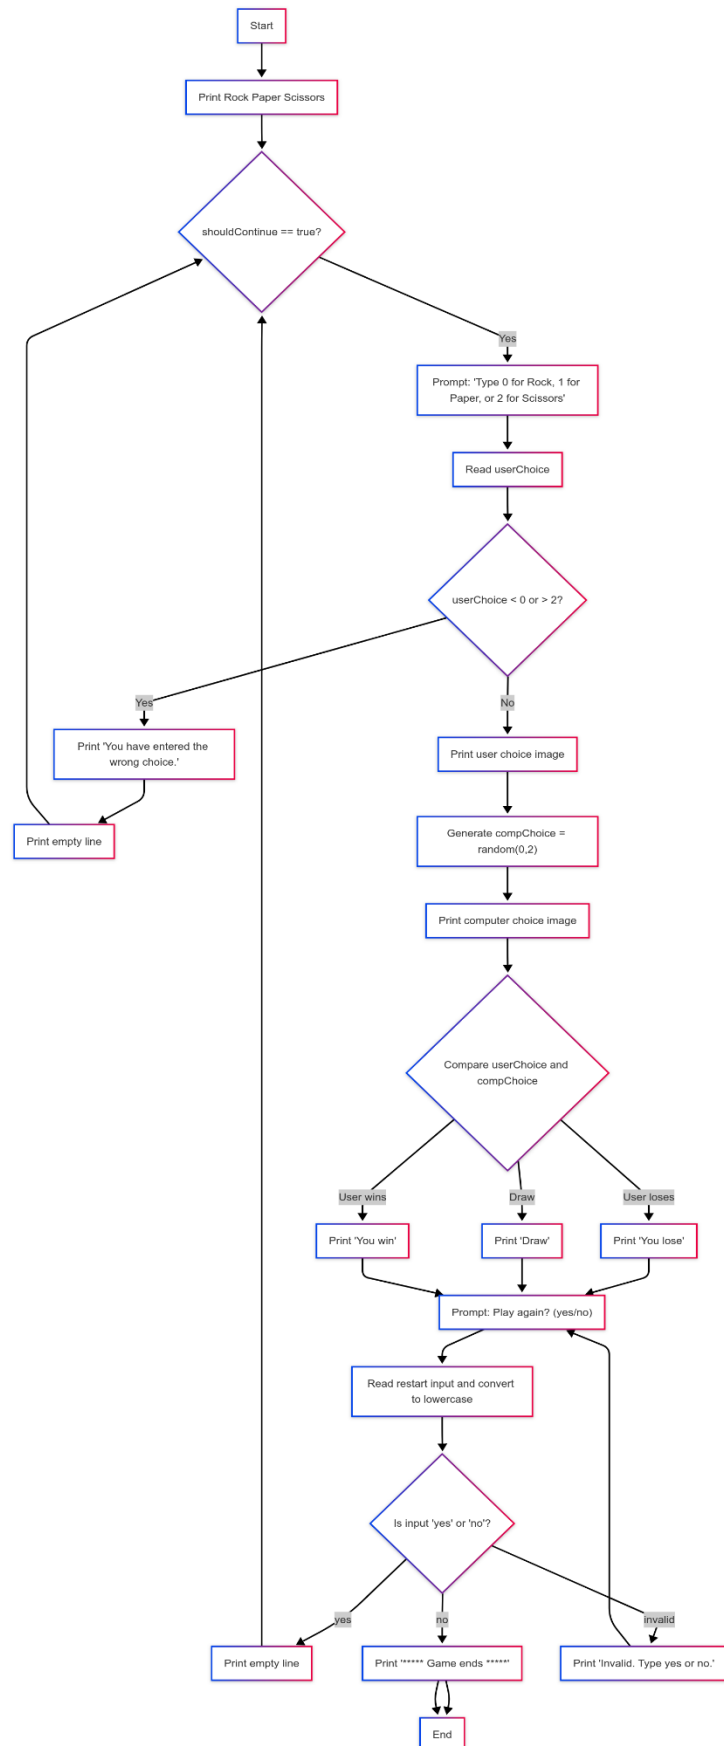 Start
Print Rock Paper Scissors
shouldContinue == true?
Yes
Prompt: 'Type 0 for Rock, 1 for
Paper, or 2 for Scissors'
Read userChoice
userChoice < 0 or > 2?
Yes
No
Print 'You have entered the
wrong choice.'
Print user choice image
Print empty line
Generate compChoice =
random(0,2)
Print computer choice image
Compare userChoice and
compChoice
User wins
Draw
User loses
Print 'You win'
Print 'Draw'
Print 'You lose'
Prompt: Play again? (yes/no)
Read restart input and convert
to lowercase
Is input 'yes' or 'no'?
yes
no
invalid
Print empty line
Print '***** Game ends *****'
Print 'Invalid. Type yes or no.'
End